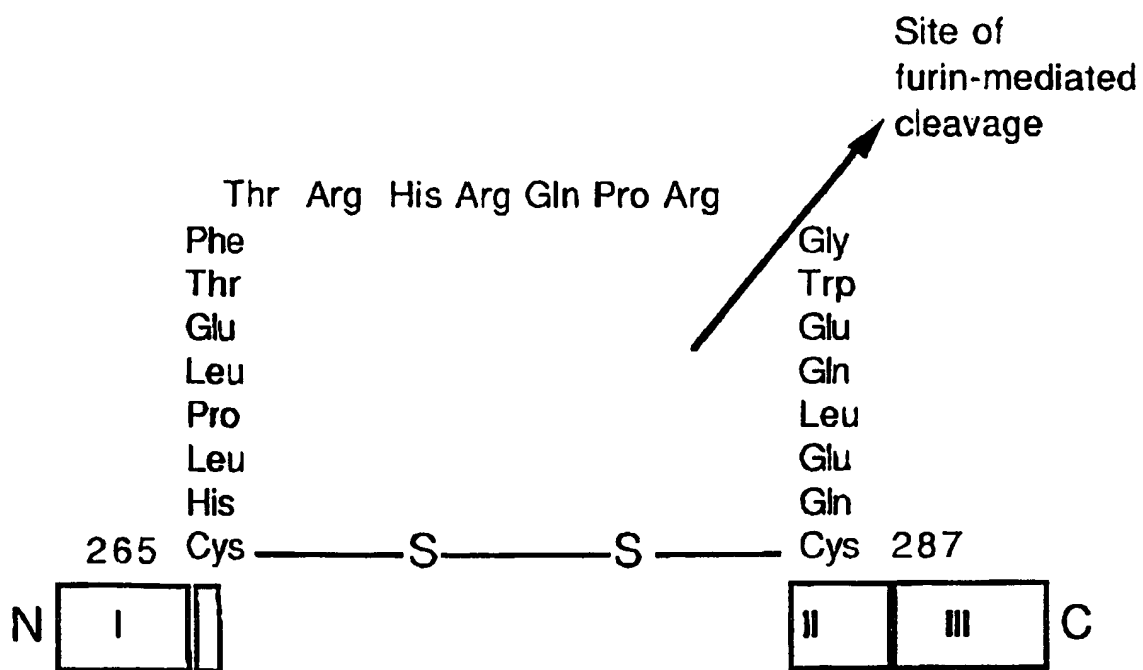 Site of
furin-mediated
cleavage
Thr Arg His Arg Gln Pro Arg
Phe Gly
Thr Trp
Glu Glu
Leu Gln
Pro Leu
Leu Glu
His Gln
265 Cys S S Cys 287
N I II III C